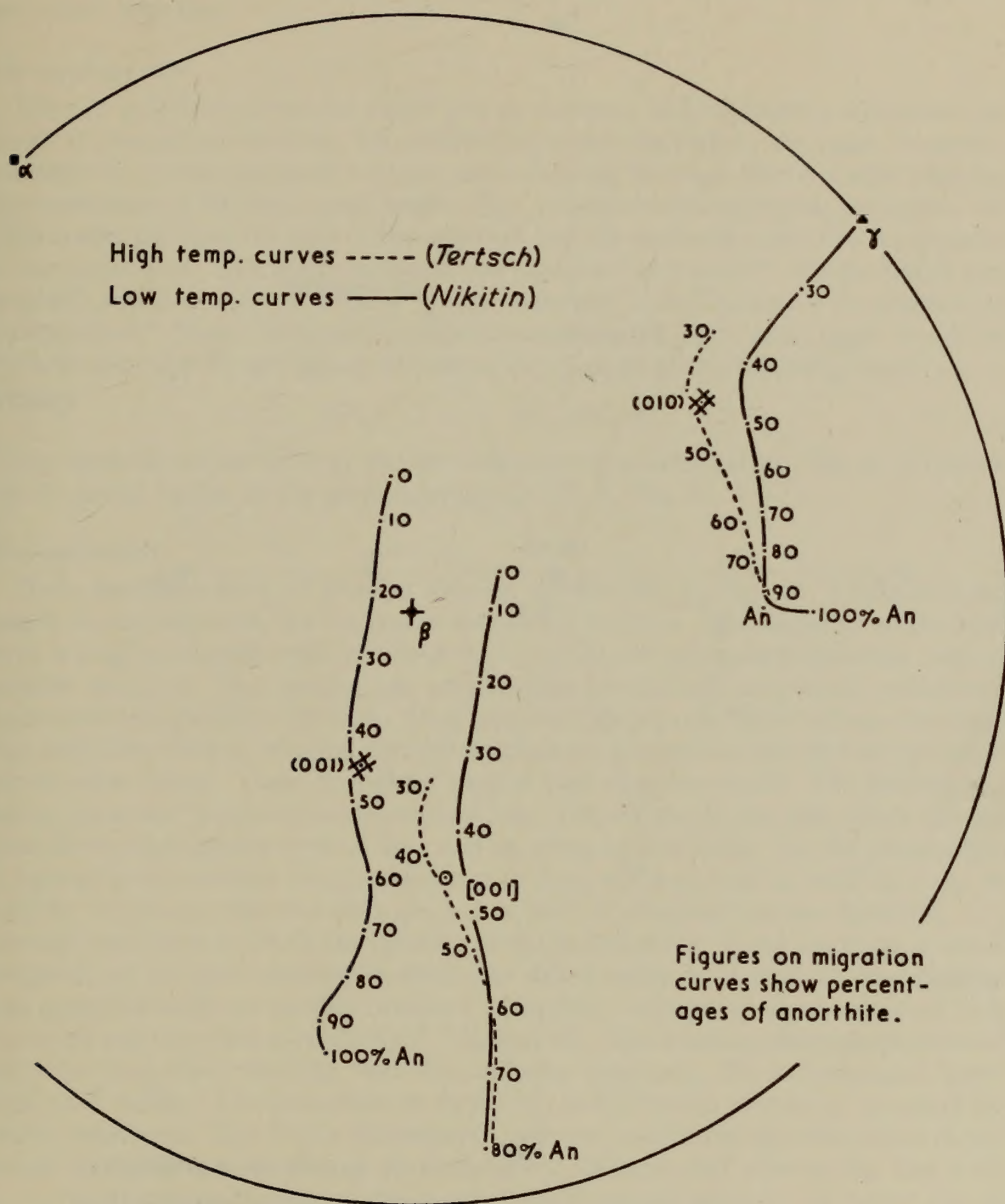 α
γ
High temp. curves ----- (Tertsch)
Low temp. curves —— (Nikitin)
30
30
40
(010)
50
50
60
60
70
70
80
90
An
100% An
0
10
20
β
30
40
(001)
50
60
70
80
90
100% An
0
10
20
30
30
40
40
[001]
50
50
60
70
80% An
Figures on migration
curves show percent-
ages of anorthite.